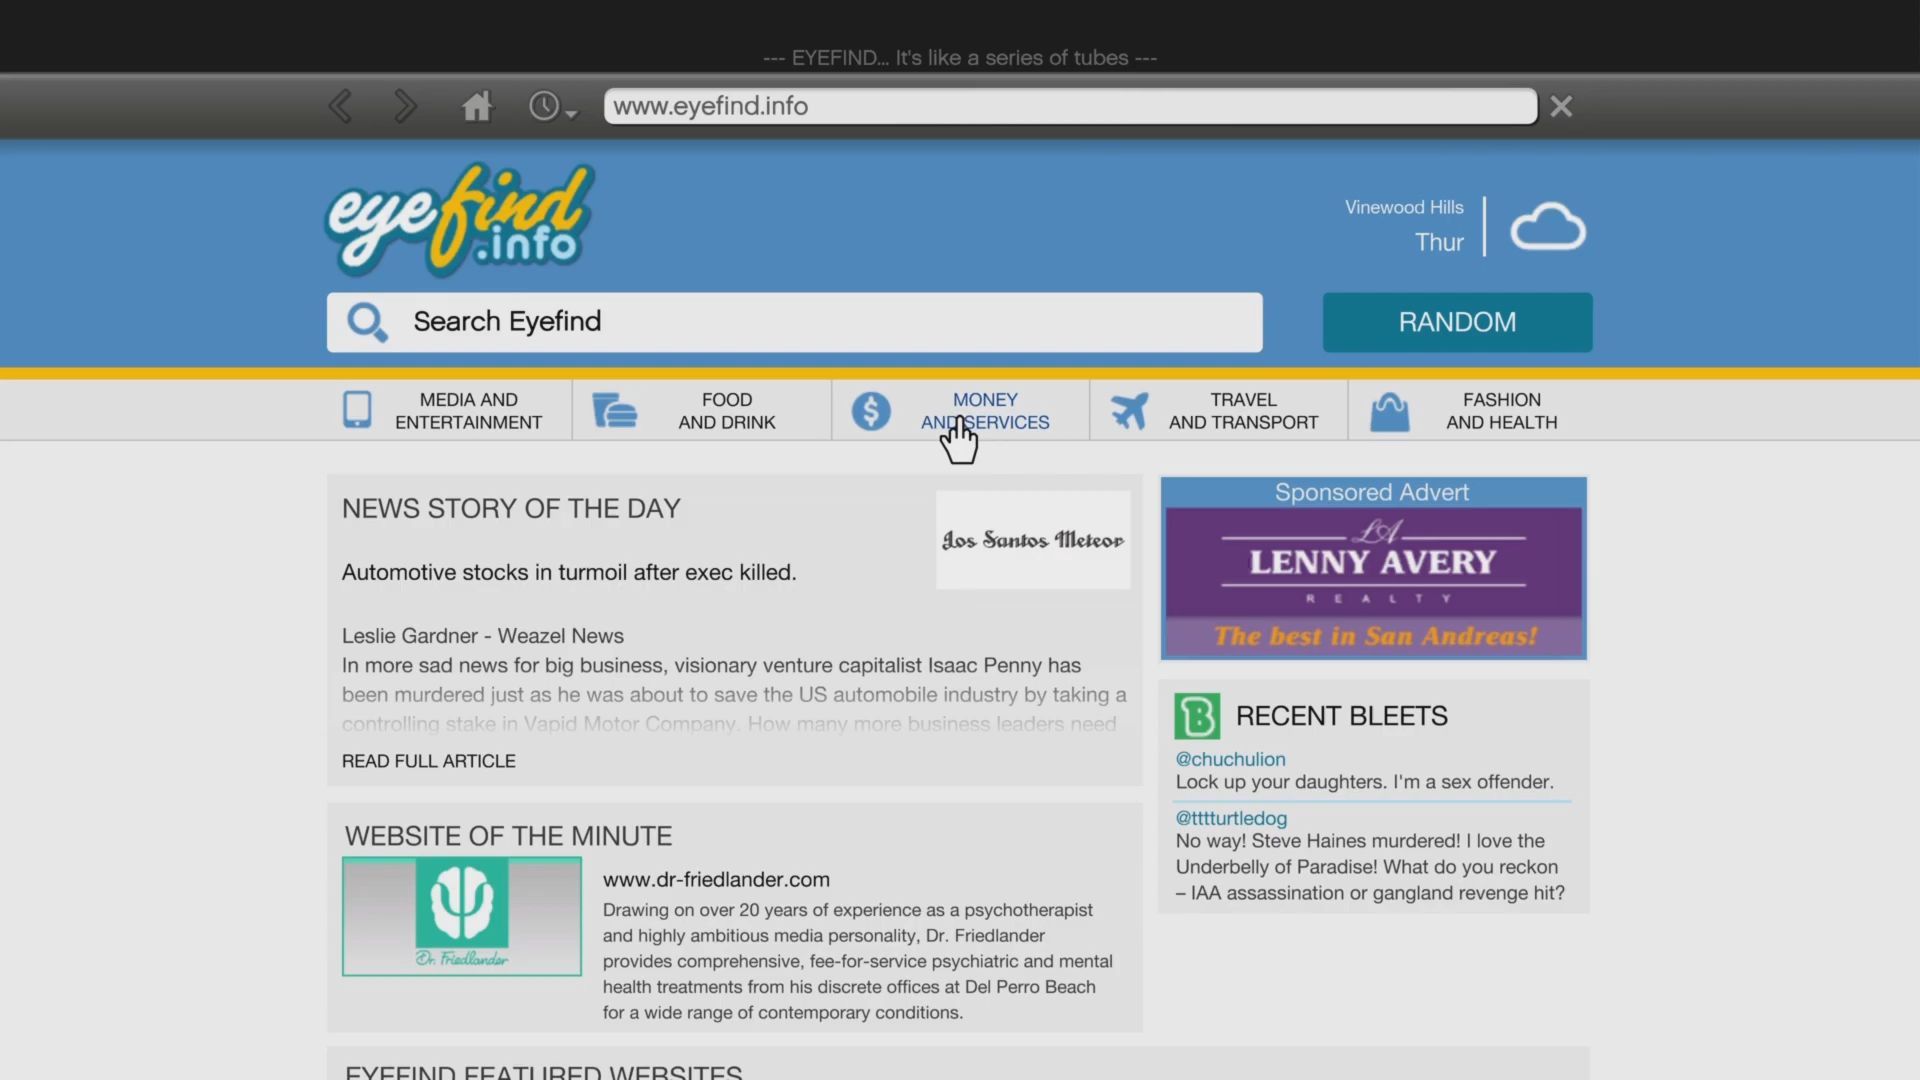 --- EYEFIND... It's like a series of tubes ---
www.eyefind.info
eyefind
.info
Vinewood Hills
Thur
Search Eyefind
RANDOM
MEDIA AND
ENTERTAINMENT
FOOD
AND DRINK
MONEY
AND SERVICES
TRAVEL
AND TRANSPORT
FASHION
AND HEALTH
NEWS STORY OF THE DAY
Los Santos Meteor
Automotive stocks in turmoil after exec killed.
Leslie Gardner - Weazel News
In more sad news for big business, visionary venture capitalist Isaac Penny has
been murdered just as he was about to save the US automobile industry by taking a
controlling stake in Vapid Motor Company. How many more business leaders need
READ FULL ARTICLE
Sponsored Advert
LA
LENNY AVERY
REALTY
The best in San Andreas!
B
RECENT BLEETS
@chuchulion
Lock up your daughters. I'm a sex offender.
@tttturtledog
No way! Steve Haines murdered! I love the
Underbelly of Paradise! What do you reckon
– IAA assassination or gangland revenge hit?
WEBSITE OF THE MINUTE
Dr. Friedlander
www.dr-friedlander.com
Drawing on over 20 years of experience as a psychotherapist
and highly ambitious media personality, Dr. Friedlander
provides comprehensive, fee-for-service psychiatric and mental
health treatments from his discrete offices at Del Perro Beach
for a wide range of contemporary conditions.
EYEFIND FEATURED WEBSITES